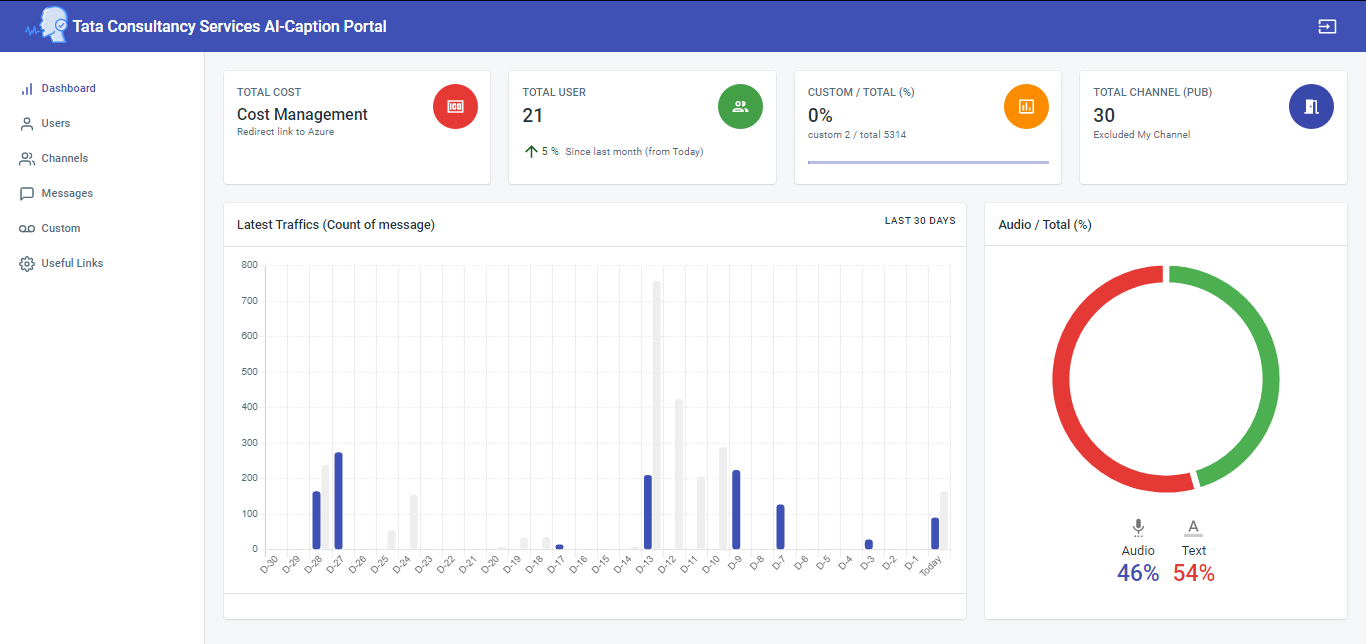 Tata Consultancy Services AI-Caption Portal
Dashboard
Users
Channels
Messages
Custom
Useful Links
TOTAL COST
Cost Management
Redirect link to Azure
TOTAL USER
21
5 % Since last month (from Today)
CUSTOM / TOTAL (%)
0%
custom 2 / total 5314
TOTAL CHANNEL (PUB)
30
Excluded My Channel
Latest Traffics (Count of message)
LAST 30 DAYS
800
700
600
500
400
300
200
100
0
D-30 D-29 D-28 D-27 D-26 D-25 D-24 D-23 D-22 D-21 D-20 D-19 D-18 D-17 D-16 D-15 D-14 D-13 D-12 D-11 D-10 D-9 D-8 D-7 D-6 D-5 D-4 D-3 D-2 D-1 Today
Audio / Total (%)
Audio Text
46% 54%